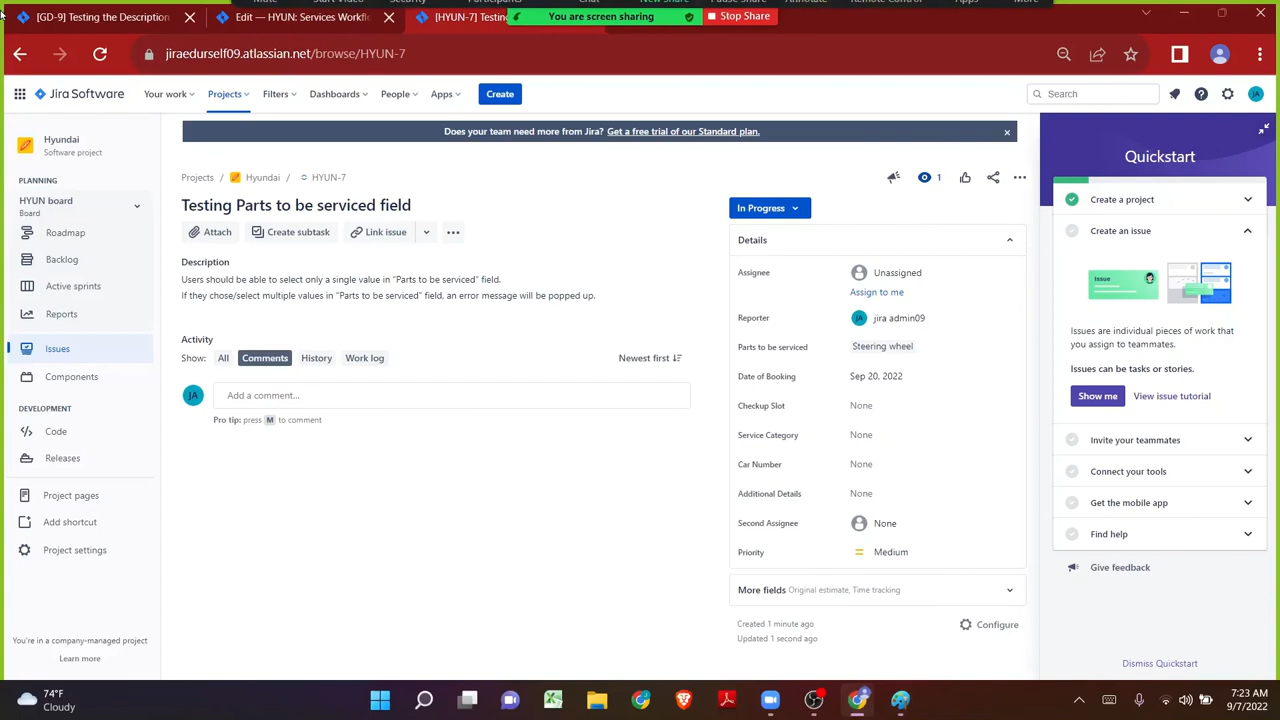 [GD-9] Testing the Description
Edit — HYUN: Services Workfl
[HYUN-7] Testing
You are screen sharing
Stop Share
jiraedurself09.atlassian.net/browse/HYUN-7
Jira Software
Your work
Projects
Filters
Dashboards
People
Apps
Create
Search
JA
Hyundai
Software project
PLANNING
HYUN board
Board
Roadmap
Backlog
Active sprints
Reports
Issues
Components
DEVELOPMENT
Code
Releases
Project pages
Add shortcut
Project settings
You're in a company-managed project
Learn more
Does your team need more from Jira? Get a free trial of our Standard plan.
Projects / Hyundai / HYUN-7
1
Testing Parts to be serviced field
Attach
Create subtask
Link issue
Description
Users should be able to select only a single value in "Parts to be serviced" field.
If they chose/select multiple values in "Parts to be serviced" field, an error message will be popped up.
Activity
Show: All Comments History Work log
Newest first
JA
Add a comment...
Pro tip: press M to comment
In Progress
Details
Assignee Unassigned
Assign to me
Reporter JA jira admin09
Parts to be serviced Steering wheel
Date of Booking Sep 20, 2022
Checkup Slot None
Service Category None
Car Number None
Additional Details None
Second Assignee None
Priority Medium
More fields Original estimate, Time tracking
Created 1 minute ago
Updated 1 second ago
Configure
Quickstart
Create a project
Create an issue
Issue
Issues are individual pieces of work that
you assign to teammates.
Issues can be tasks or stories.
Show me
View issue tutorial
Invite your teammates
Connect your tools
Get the mobile app
Find help
Give feedback
Dismiss Quickstart
74°F
Cloudy
7:23 AM
9/7/2022